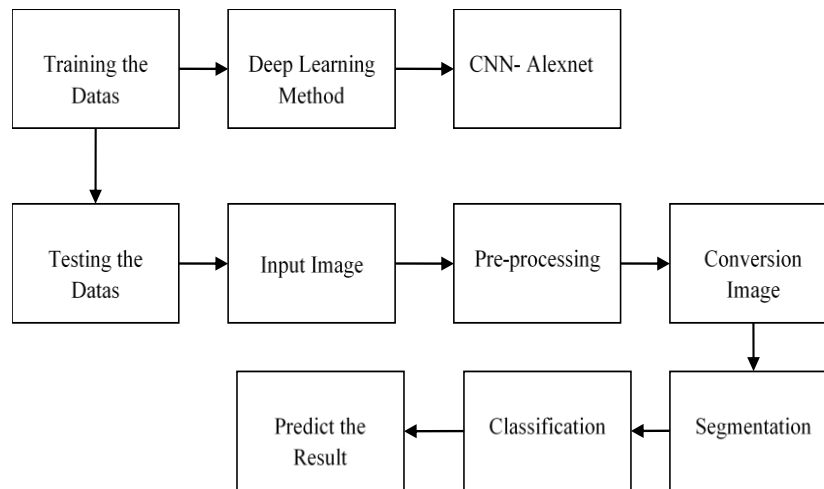 Training the
Datas
Deep Learning
Method
CNN- Alexnet
Testing the
Datas
Input Image
Pre-processing
Conversion
Image
Predict the
Result
Classification
Segmentation